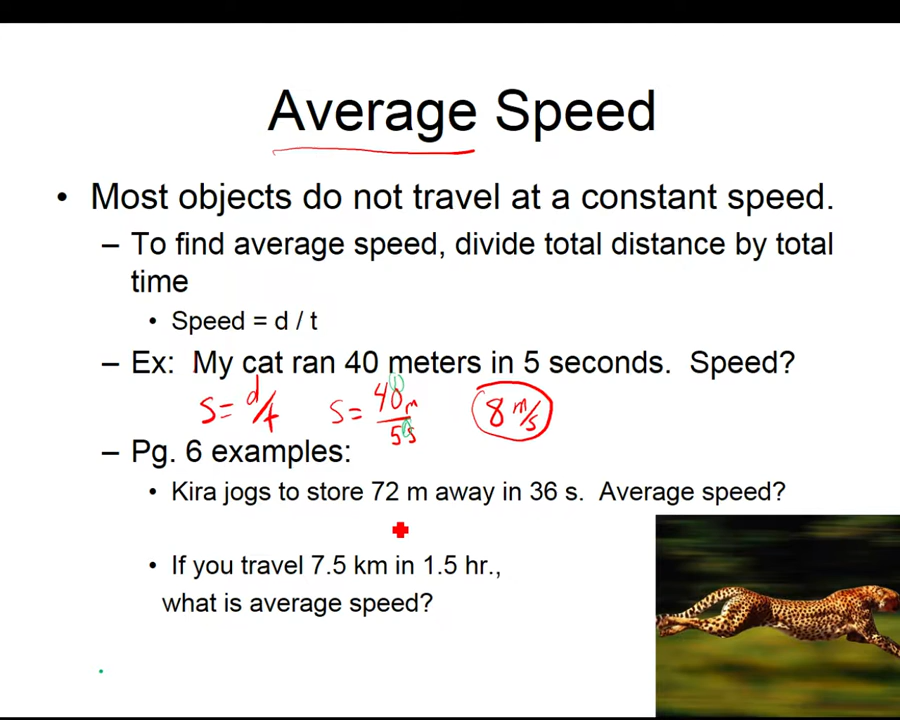 Average Speed
• Most objects do not travel at a constant speed.
– To find average speed, divide total distance by total
time
• Speed = d / t
– Ex: My cat ran 40 meters in 5 seconds. Speed?
S = d/t S = 40 m / 5 s 8 m/s
– Pg. 6 examples:
• Kira jogs to store 72 m away in 36 s. Average speed?
• If you travel 7.5 km in 1.5 hr.,
what is average speed?